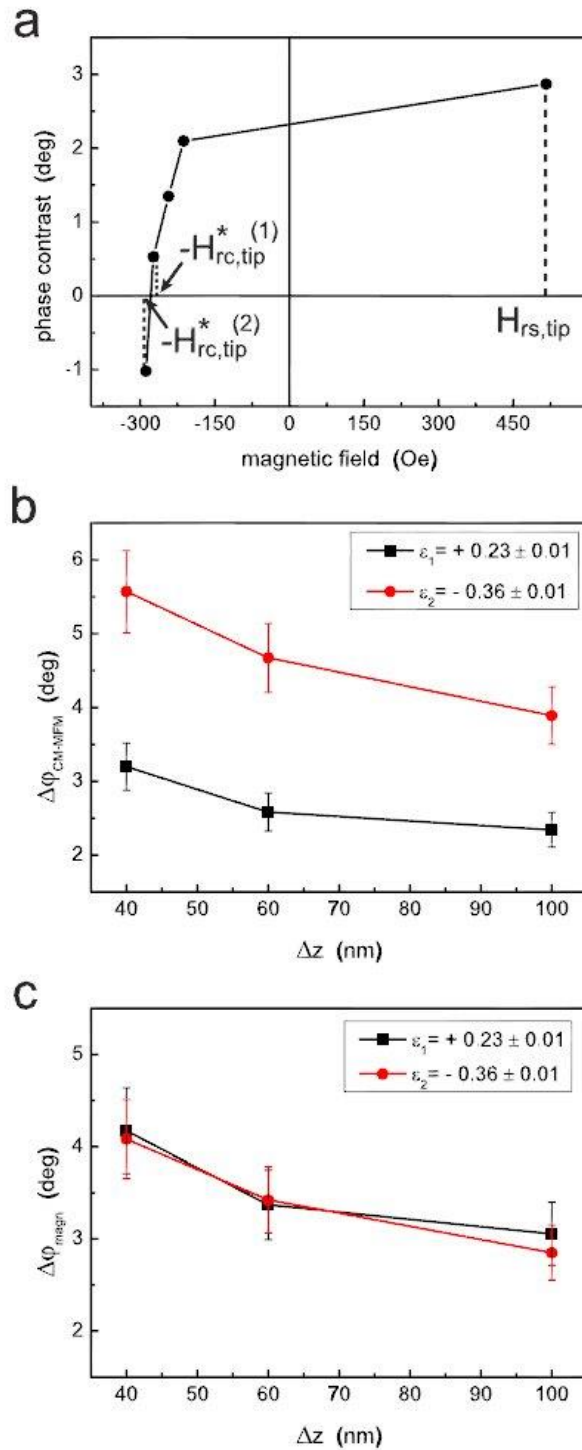 a
phase contrast (deg)
3
2
1
0
-1
-H*rc,tip (1)
-H*rc,tip (2)
Hrs,tip
-300 -150 0 150 300 450
magnetic field (Oe)
b
ΔφCM-MFM (deg)
6
5
4
3
2
ε1= + 0.23 ± 0.01
ε2= - 0.36 ± 0.01
40 50 60 70 80 90 100
Δz (nm)
c
Δφmagn (deg)
5
4
3
2
ε1= + 0.23 ± 0.01
ε2= - 0.36 ± 0.01
40 50 60 70 80 90 100
Δz (nm)